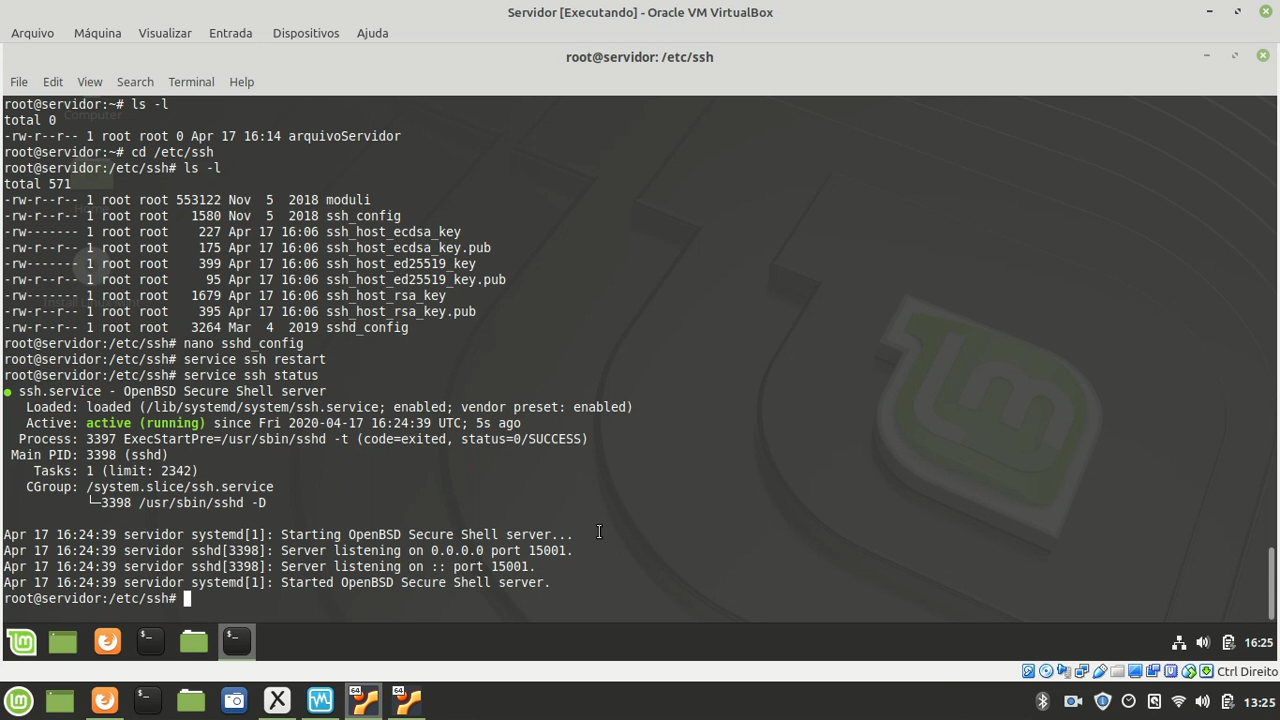 Servidor [Executando] - Oracle VM VirtualBox
Arquivo Máquina Visualizar Entrada Dispositivos Ajuda
root@servidor: /etc/ssh
File Edit View Search Terminal Help
root@servidor:~# ls -l
Computer
total 0
-rw-r--r-- 1 root root 0 Apr 17 16:14 arquivoServidor
root@servidor:~# cd /etc/ssh
root@servidor:/etc/ssh# ls -l
total 571
-rw-r--r-- 1 root root 553122 Nov  5  2018 moduli
-rw-r--r-- 1 root root   1580 Nov  5  2018 ssh_config
-rw------- 1 root root    227 Apr 17 16:06 ssh_host_ecdsa_key
-rw-r--r-- 1 root root    175 Apr 17 16:06 ssh_host_ecdsa_key.pub
-rw------- 1 root root    399 Apr 17 16:06 ssh_host_ed25519_key
-rw-r--r-- 1 root root     95 Apr 17 16:06 ssh_host_ed25519_key.pub
-rw------- 1 root root   1679 Apr 17 16:06 ssh_host_rsa_key
-rw-r--r-- 1 root root    395 Apr 17 16:06 ssh_host_rsa_key.pub
-rw-r--r-- 1 root root   3264 Mar  4  2019 sshd_config
root@servidor:/etc/ssh# nano sshd_config
root@servidor:/etc/ssh# service ssh restart
root@servidor:/etc/ssh# service ssh status
● ssh.service - OpenBSD Secure Shell server
   Loaded: loaded (/lib/systemd/system/ssh.service; enabled; vendor preset: enabled)
   Active: active (running) since Fri 2020-04-17 16:24:39 UTC; 5s ago
  Process: 3397 ExecStartPre=/usr/sbin/sshd -t (code=exited, status=0/SUCCESS)
 Main PID: 3398 (sshd)
    Tasks: 1 (limit: 2342)
   CGroup: /system.slice/ssh.service
           └─3398 /usr/sbin/sshd -D
Apr 17 16:24:39 servidor systemd[1]: Starting OpenBSD Secure Shell server...
Apr 17 16:24:39 servidor sshd[3398]: Server listening on 0.0.0.0 port 15001.
Apr 17 16:24:39 servidor sshd[3398]: Server listening on :: port 15001.
Apr 17 16:24:39 servidor systemd[1]: Started OpenBSD Secure Shell server.
root@servidor:/etc/ssh#
16:25
Ctrl Direito
13:25